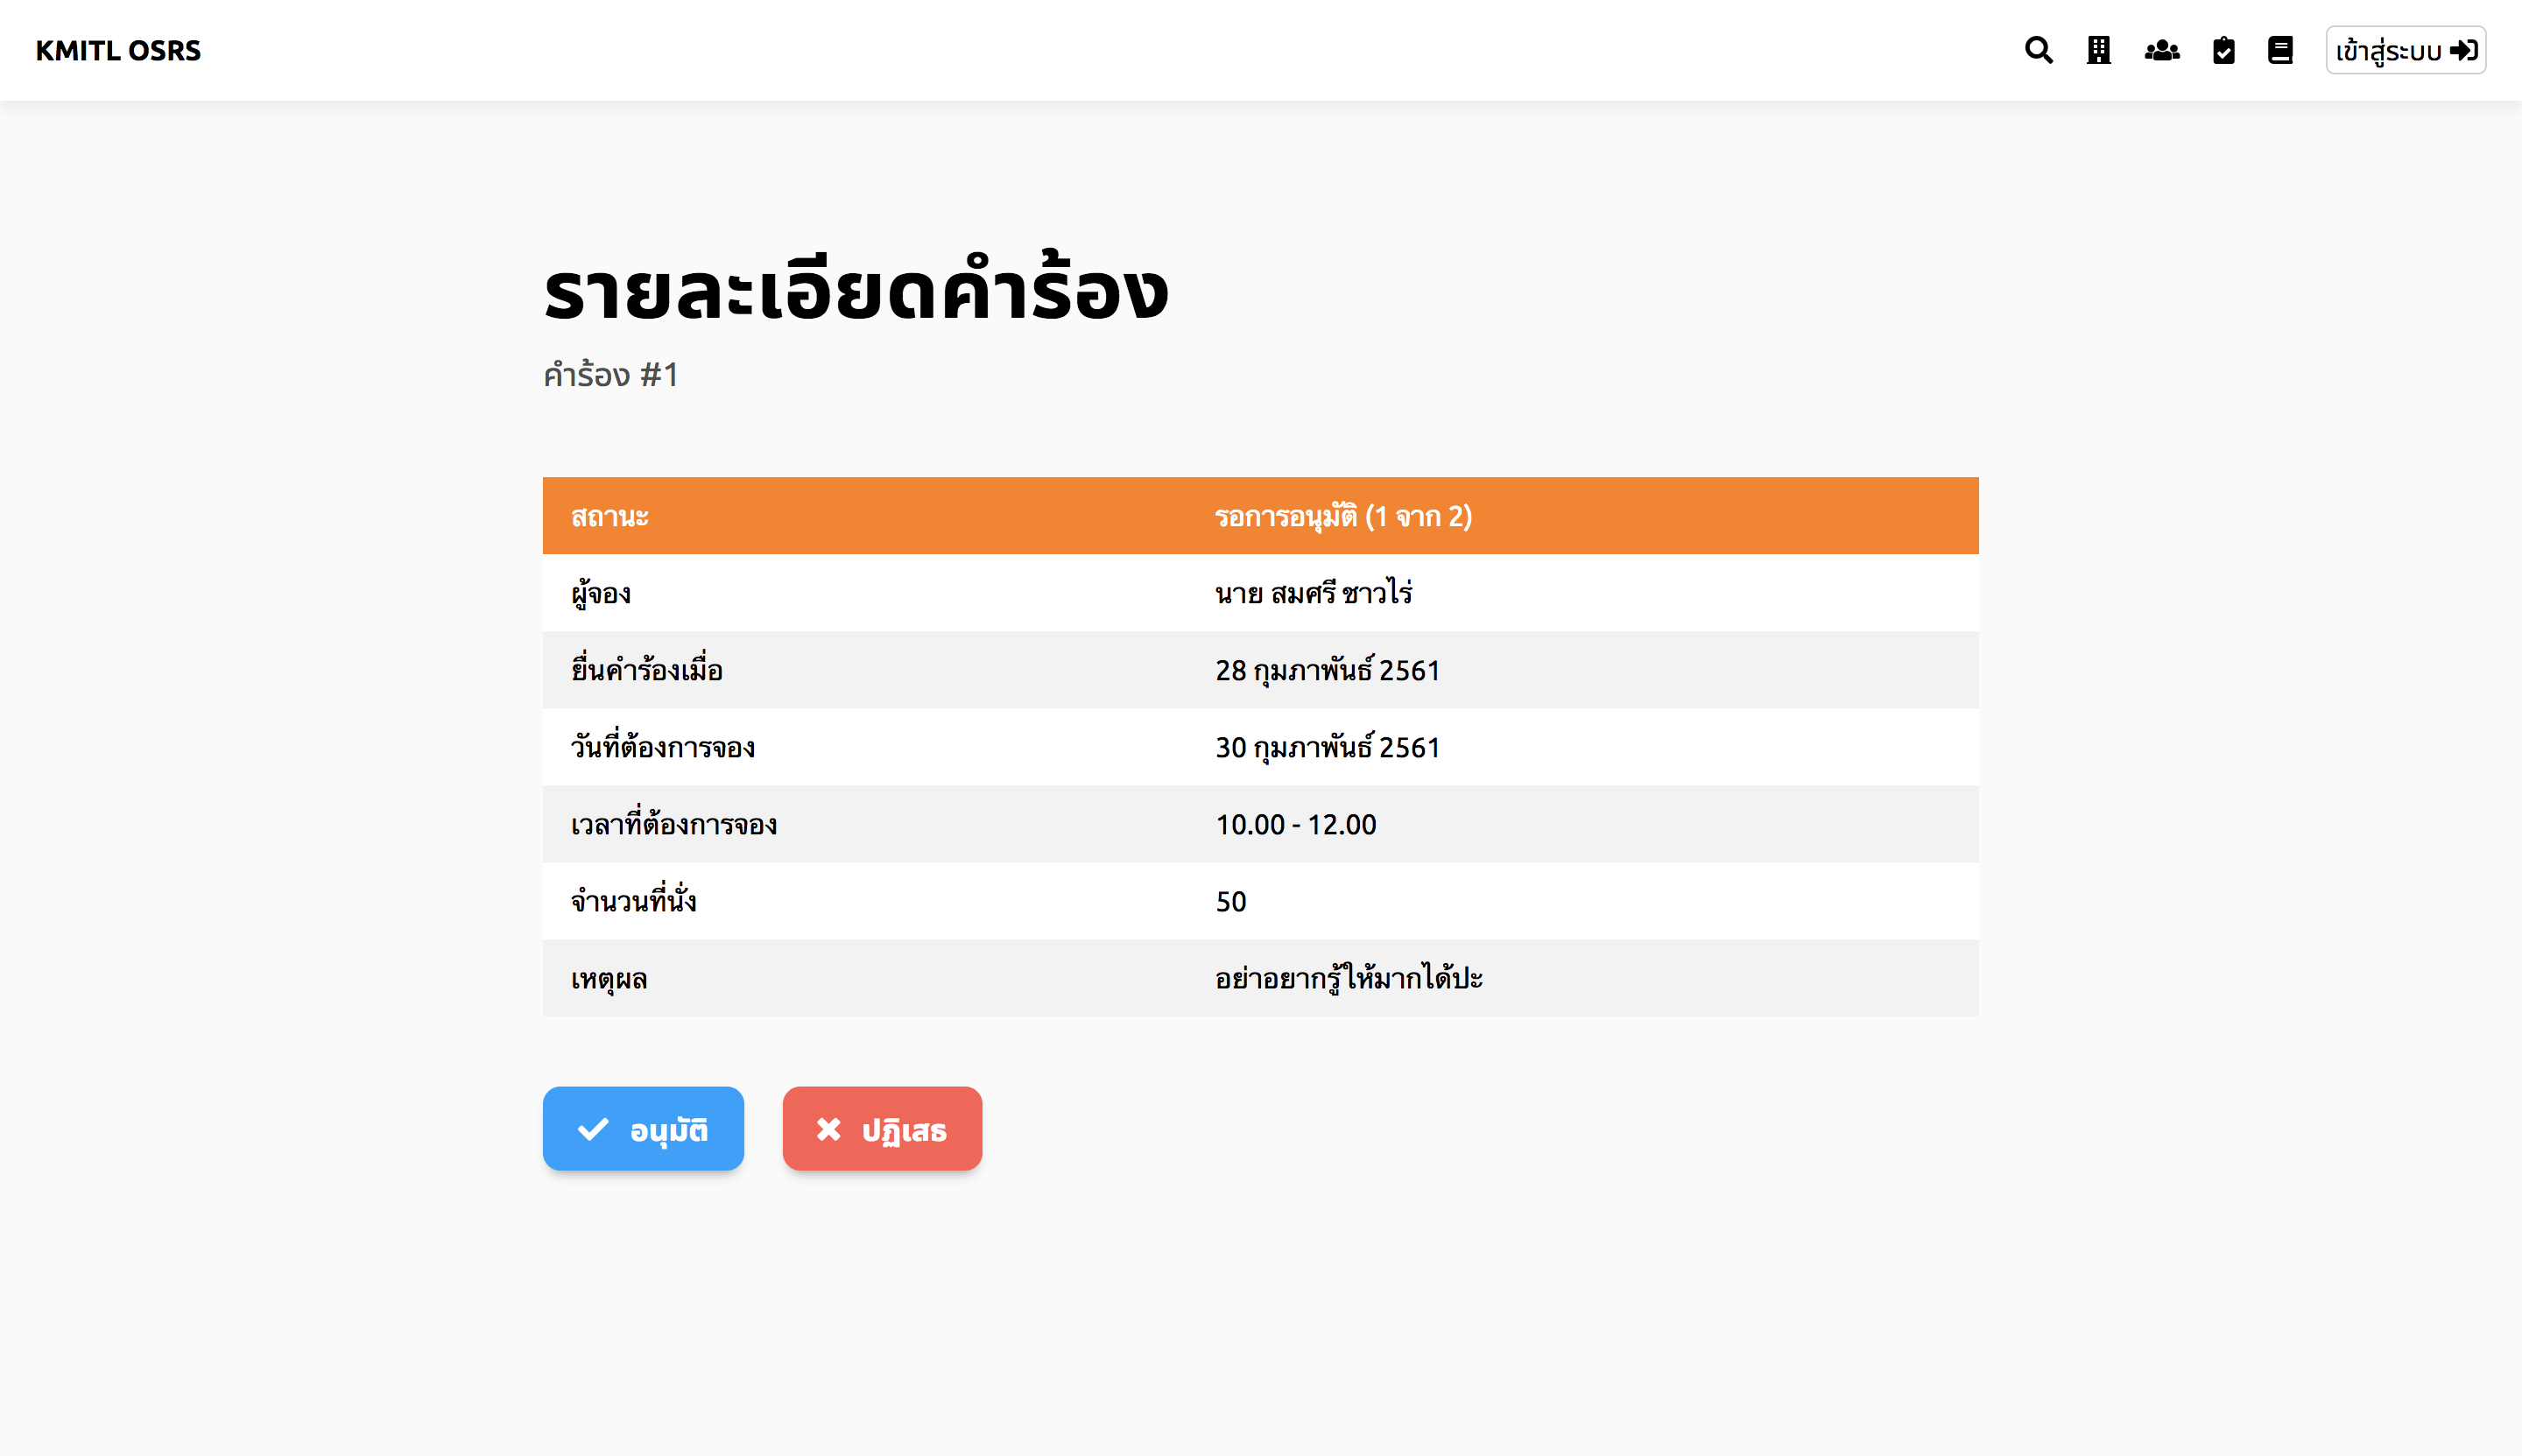 KMITL OSRS
เข้าสู่ระบบ
รายละเอียดคำร้อง
คำร้อง #1
สถานะ รอการอนุมัติ (1 จาก 2)
ผู้จอง นาย สมศรี ชาวไร่
ยื่นคำร้องเมื่อ 28 กุมภาพันธ์ 2561
วันที่ต้องการจอง 30 กุมภาพันธ์ 2561
เวลาที่ต้องการจอง 10.00 - 12.00
จำนวนที่นั่ง 50
เหตุผล อย่าอยากรู้ให้มากได้ปะ
อนุมัติ ปฏิเสธ